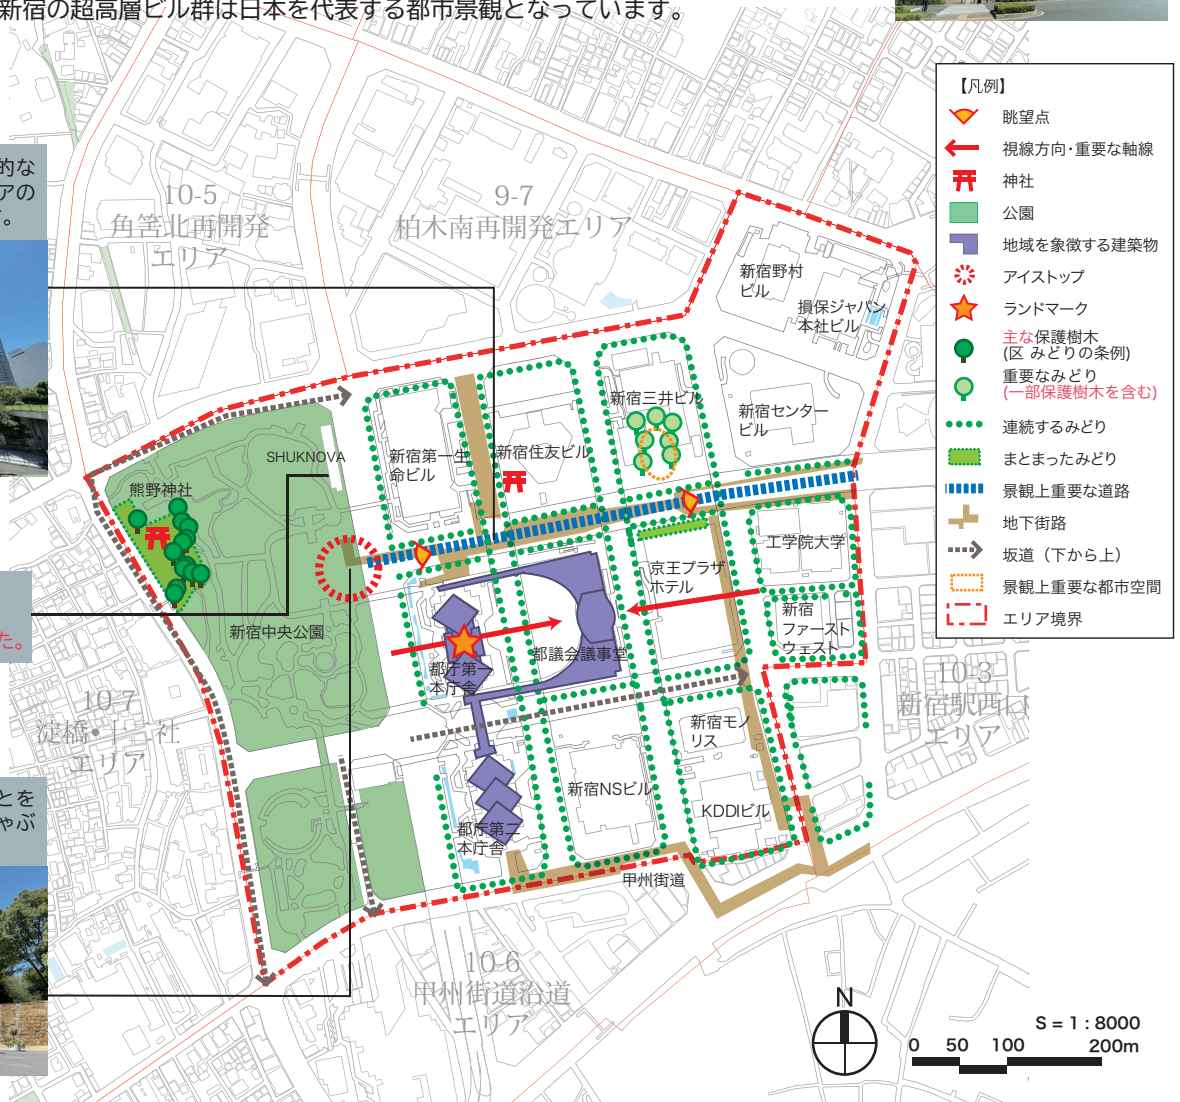 新宿の超高層ビル群は日本を代表する都市景観となっています。
的な
アの
。
た。
とを
ゃぶ
【凡例】
眺望点
視線方向・重要な軸線
神社
公園
地域を象徴する建築物
アイストップ
ランドマーク
主な保護樹木
(区 みどりの条例)
重要なみどり
(一部保護樹木を含む)
連続するみどり
まとまったみどり
景観上重要な道路
地下街路
坂道（下から上）
景観上重要な都市空間
エリア境界
10-5
角筈北再開発
エリア
9-7
柏木南再開発エリア
新宿野村
ビル
損保ジャパン
本社ビル
新宿三井ビル
新宿センター
ビル
SHUKNOVA
新宿第一生
命ビル
新宿住友ビル
熊野神社
工学院大学
京王プラザ
ホテル
新宿
ファースト
ウェスト
新宿中央公園
都庁第一
本庁舎
都議会議事堂
10-7
淀橋・十二社
エリア
10-3
新宿駅西口
エリア
新宿モノ
リス
新宿NSビル
KDDIビル
都庁第二
本庁舎
甲州街道
10-6
甲州街道沿道
エリア
N
S = 1 : 8000
0 50 100 200m